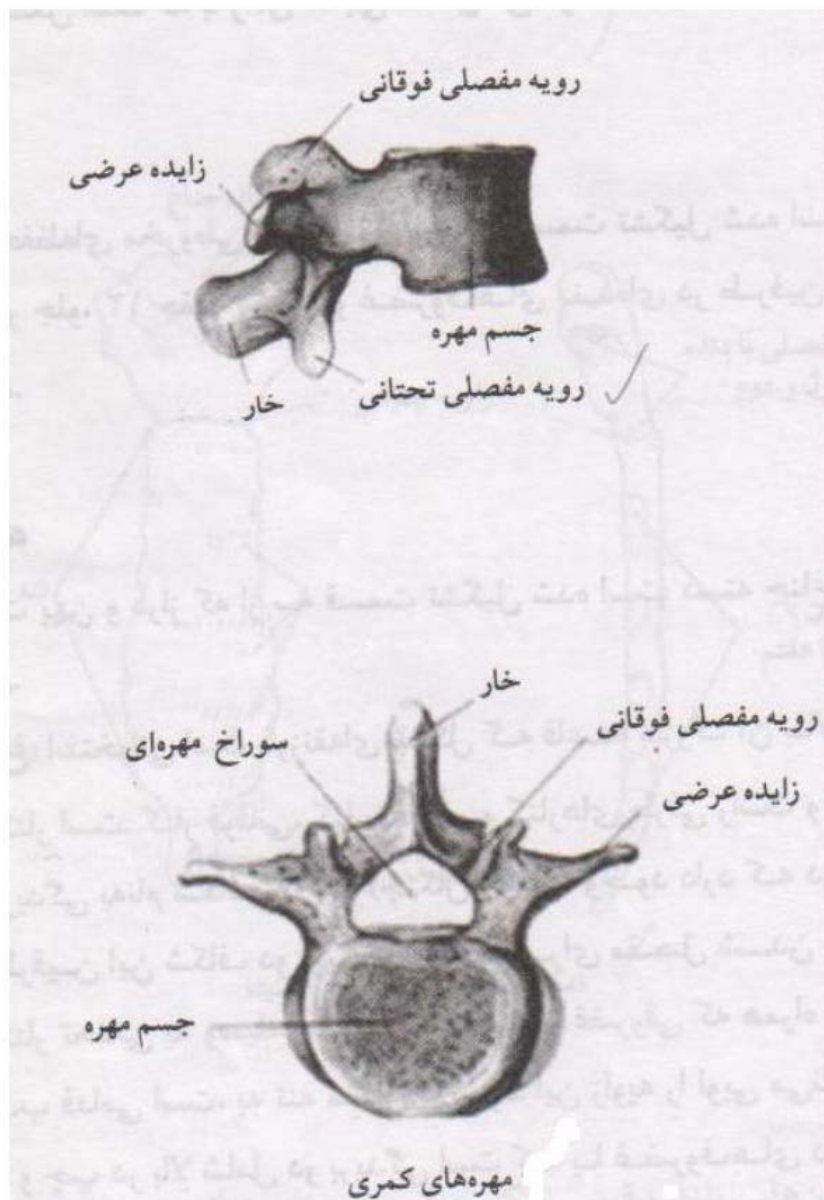 رویه مفصلی فوقانی
زایده عرضی
جسم مهره
رویه مفصلی تحتانی
خار
خار
رویه مفصلی فوقانی
سوراخ مهره‌ای
زایده عرضی
جسم مهره
مهره‌های کمری